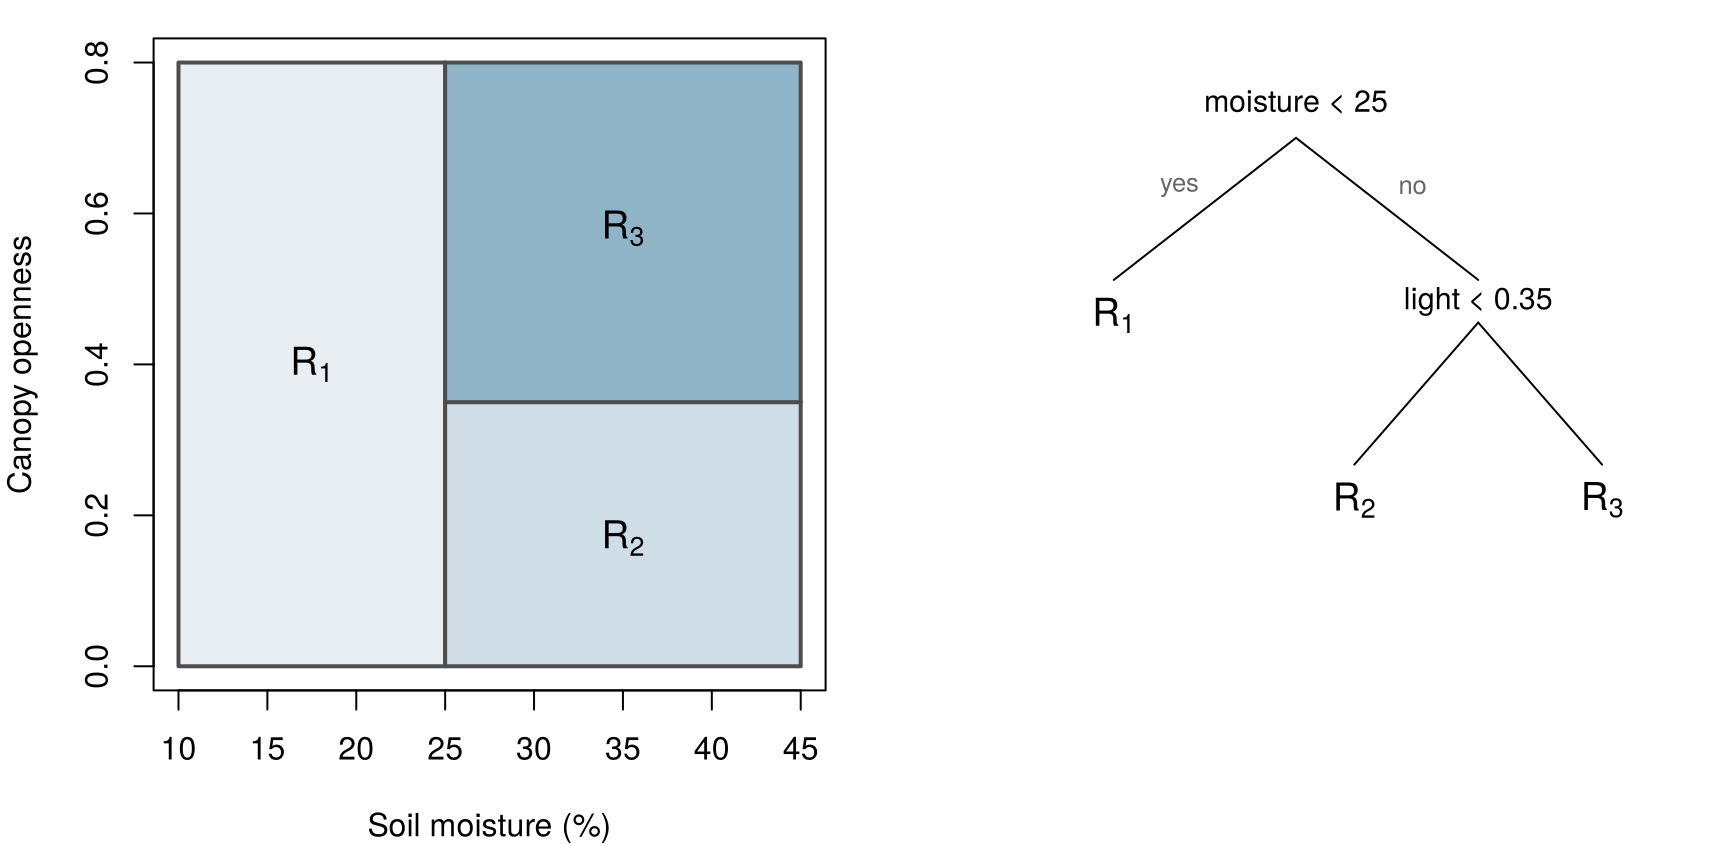 Canopy openness
0.8
0.6
0.4
0.2
0.0
R₃
R₁
R₂
10 15 20 25 30 35 40 45
Soil moisture (%)
moisture < 25
yes no
R₁
light < 0.35
R₂ R₃